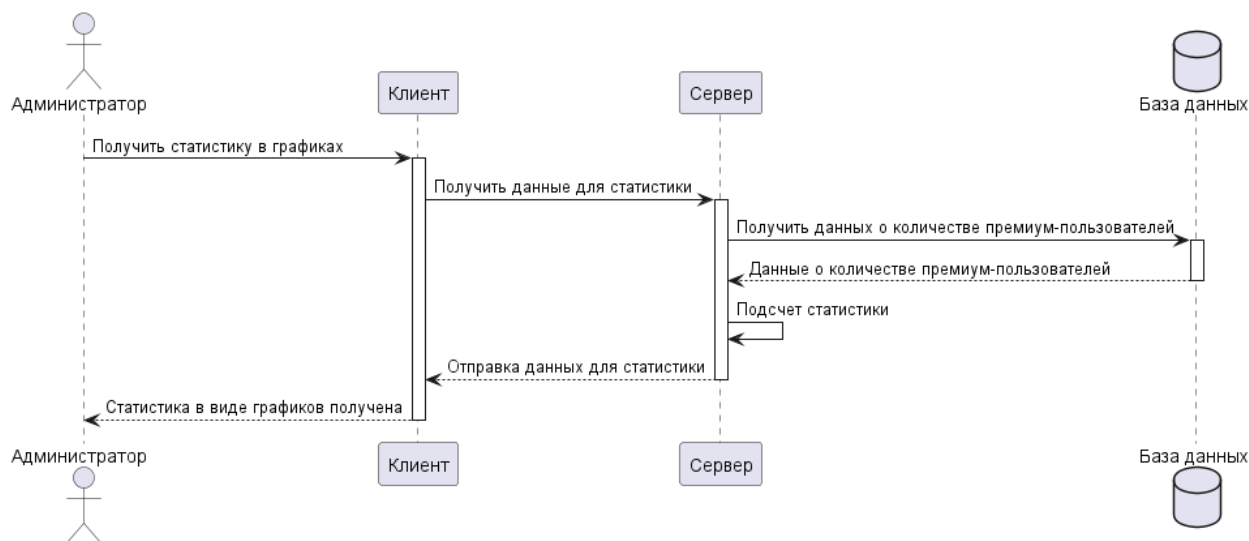 Администратор
Клиент
Сервер
База данных
Получить статистику в графиках
Получить данные для статистики
Получить данных о количестве премиум-пользователей
Данные о количестве премиум-пользователей
Подсчет статистики
Отправка данных для статистики
Статистика в виде графиков получена
Администратор
Клиент
Сервер
База данных